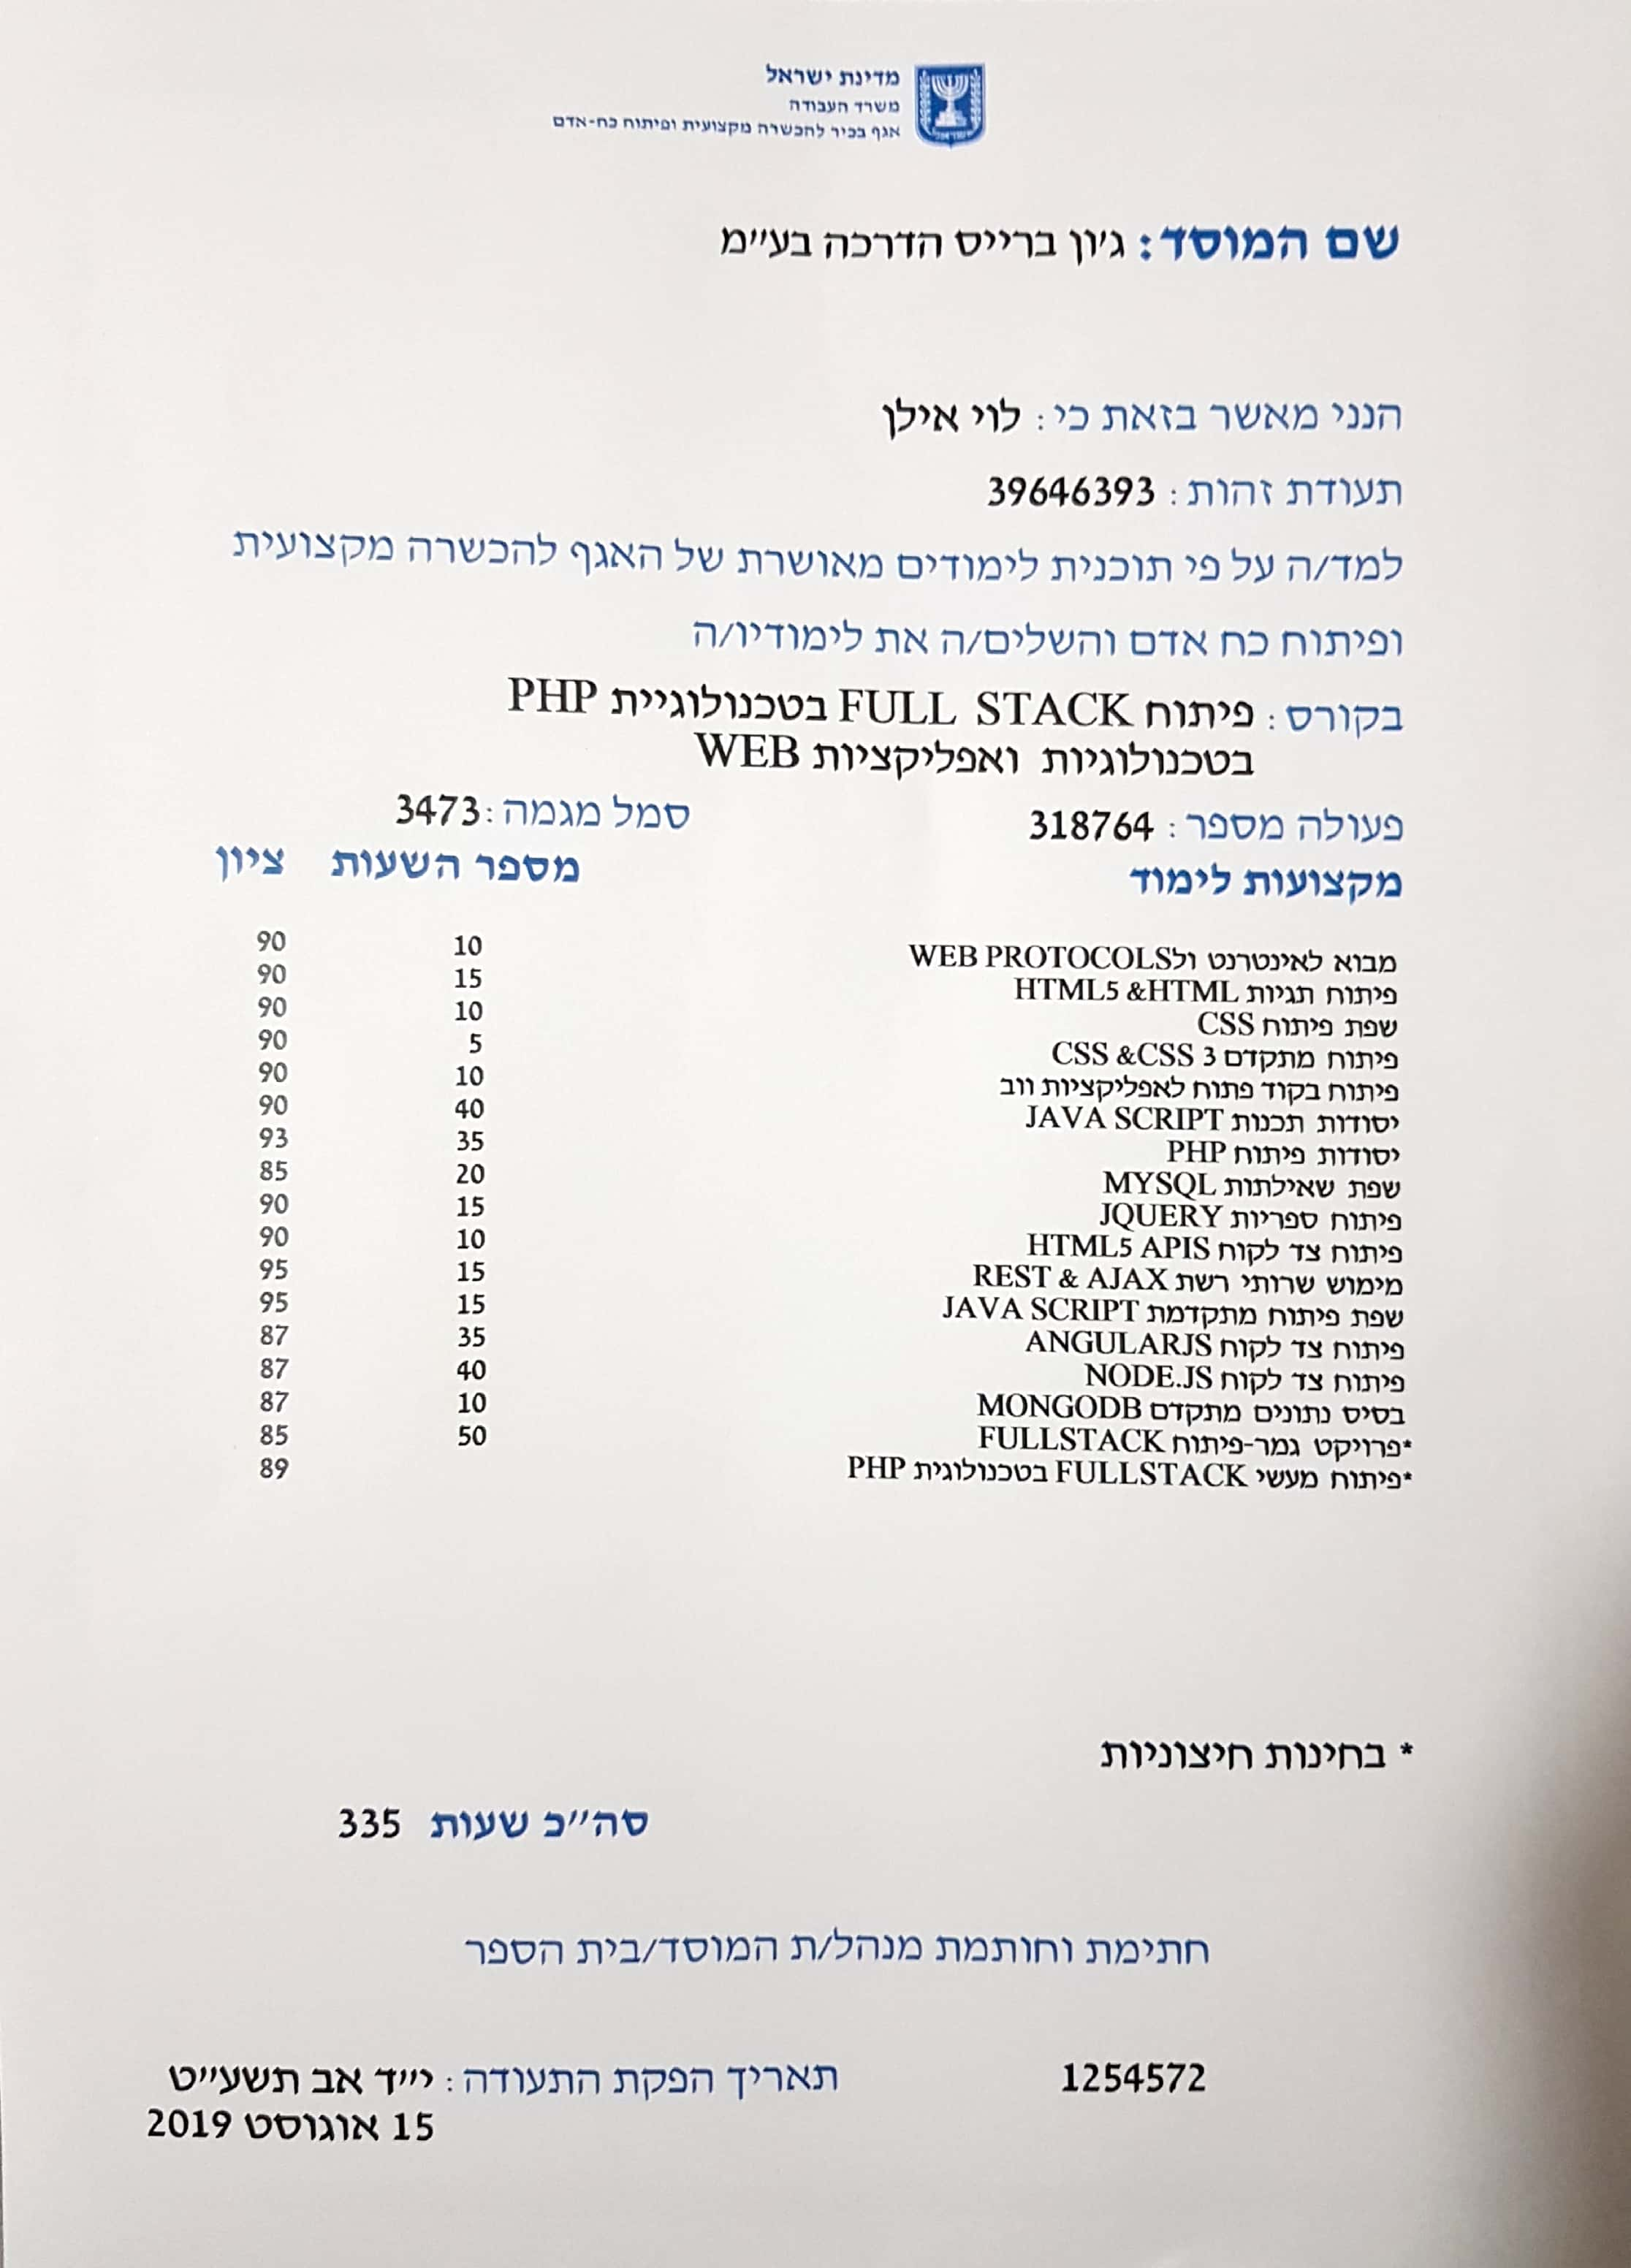 מדינת ישראל
משרד העבודה
אגף בכיר להכשרה מקצועית ופיתוח כח-אדם
שם המוסד: ג'ון ברייס הדרכה בע"מ
הנני מאשר בזאת כי: לוי אילן
תעודת זהות: 39646393
למד/ה על פי תוכנית לימודים מאושרת של האגף להכשרה מקצועית
ופיתוח כח אדם והשלים/ה את לימודיו/ה
בקורס: פיתוח FULL STACK בטכנולוגיית PHP
בטכנולוגיות ואפליקציות WEB
פעולה מספר: 318764 סמל מגמה: 3473
מקצועות לימוד מספר השעות ציון
מבוא לאינטרנט ולWEB PROTOCOLS 10 90
פיתוח תגיות HTML5 &HTML 15 90
שפת פיתוח CSS 10 90
פיתוח מתקדם CSS &CSS 3 5 90
פיתוח בקוד פתוח לאפליקציות ווב 10 90
יסודות תכנות JAVA SCRIPT 40 90
יסודות פיתוח PHP 35 93
שפת שאילתות MYSQL 20 85
פיתוח ספריות JQUERY 15 90
פיתוח צד לקוח HTML5 APIS 10 90
מימוש שרותי רשת REST & AJAX 15 95
שפת פיתוח מתקדמת JAVA SCRIPT 15 95
פיתוח צד לקוח ANGULARJS 35 87
פיתוח צד לקוח NODE.JS 40 87
בסיס נתונים מתקדם MONGODB 10 87
*פרויקט גמר-פיתוח FULLSTACK 50 85
*פיתוח מעשי FULLSTACK בטכנולוגית PHP 89
* בחינות חיצוניות
סה"כ שעות 335
חתימת וחותמת מנהל/ת המוסד/בית הספר
1254572 תאריך הפקת התעודה: י"ד אב תשע"ט
15 אוגוסט 2019